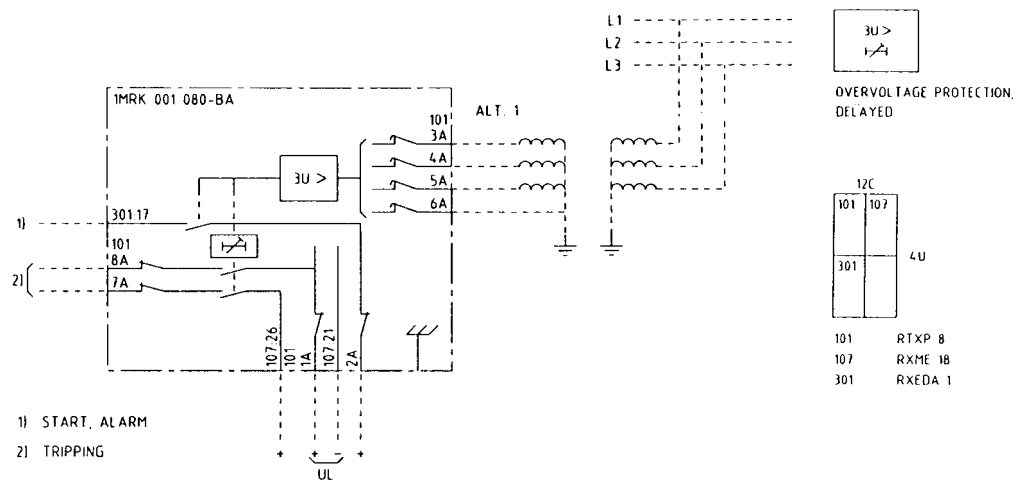 L1
L2
L3
3U >
OVERVOLTAGE PROTECTION,
DELAYED
1MRK 001 080-BA
ALT. 1
101
3A
4A
5A
6A
3U >
301:17
1)
101
8A
7A
2)
107:26
101
1A
107:21
2A
12C
101 107
301
4U
101 RTXP 8
107 RXME 18
301 RXEDA 1
1) START, ALARM
2) TRIPPING
+ + - +
UL